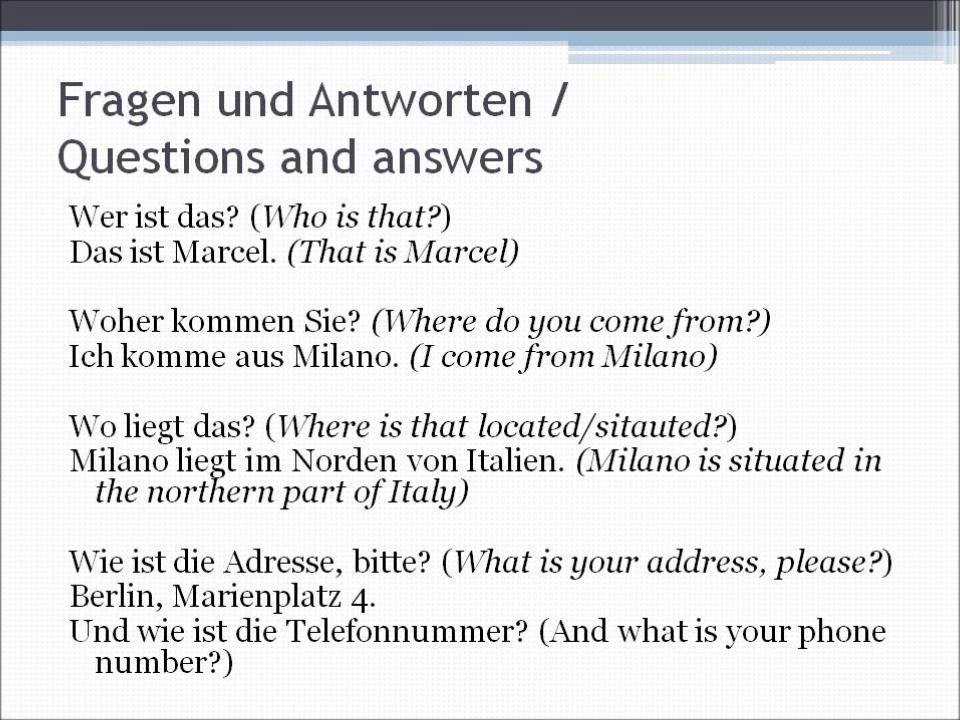 Fragen und Antworten /
Questions and answers
Wer ist das? (Who is that?)
Das ist Marcel. (That is Marcel)
Woher kommen Sie? (Where do you come from?)
Ich komme aus Milano. (I come from Milano)
Wo liegt das? (Where is that located/sitauted?)
Milano liegt im Norden von Italien. (Milano is situated in
the northern part of Italy)
Wie ist die Adresse, bitte? (What is your address, please?)
Berlin, Marienplatz 4.
Und wie ist die Telefonnummer? (And what is your phone
number?)